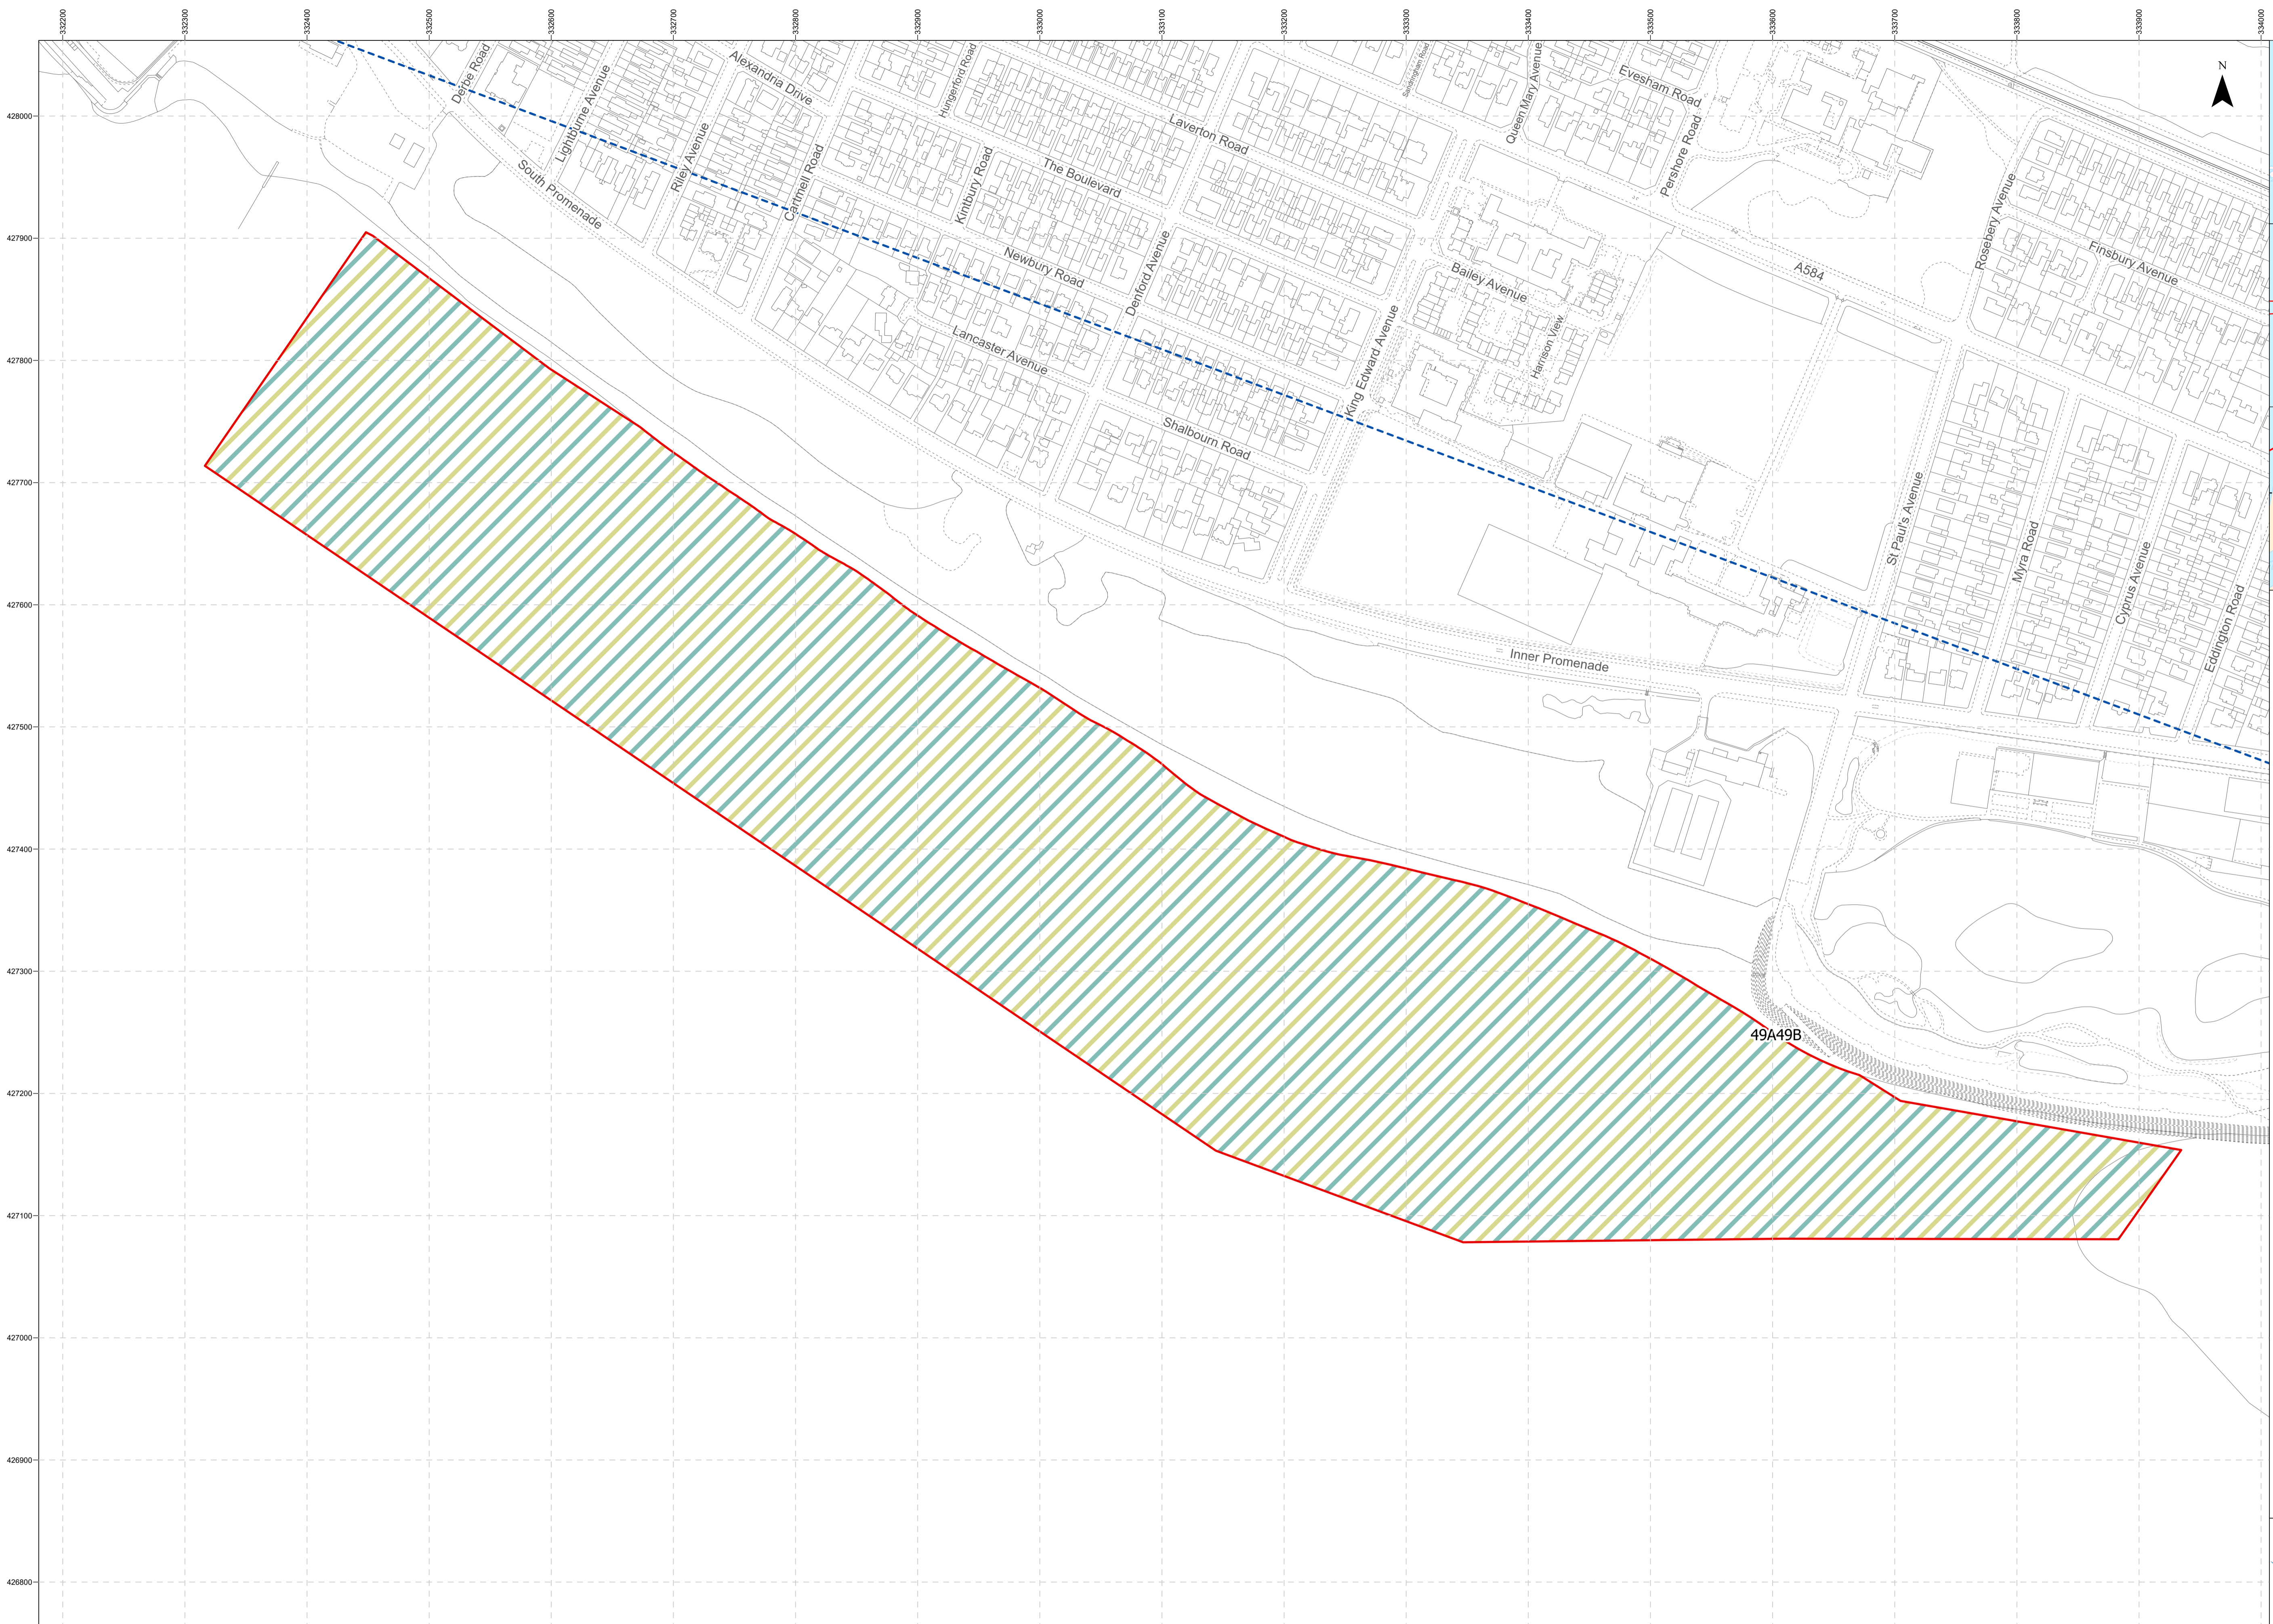 332200
332300
332400
332500
332600
332700
332800
332900
333000
333100
333200
333300
333400
333500
333600
333700
333800
333900
334000
N
428000
427900
427800
427700
427600
427500
427400
427300
427200
427100
427000
426900
426800
Derbe Road
Lightburne Avenue
Alexandria Drive
Hungerford Road
Sandringham Road
Queen Mary Avenue
Evesham Road
Pershore Road
Laverton Road
South Promenade
Riley Avenue
Cartmell Road
Kintbury Road
The Boulevard
Newbury Road
Denford Avenue
Bailey Avenue
A584
Rosebery Avenue
Finsbury Avenue
Lancaster Avenue
King Edward Avenue
Harrison View
Shalbourn Road
St Paul's Avenue
Myra Road
Cyprus Avenue
Eddington Road
Inner Promenade
49A49B